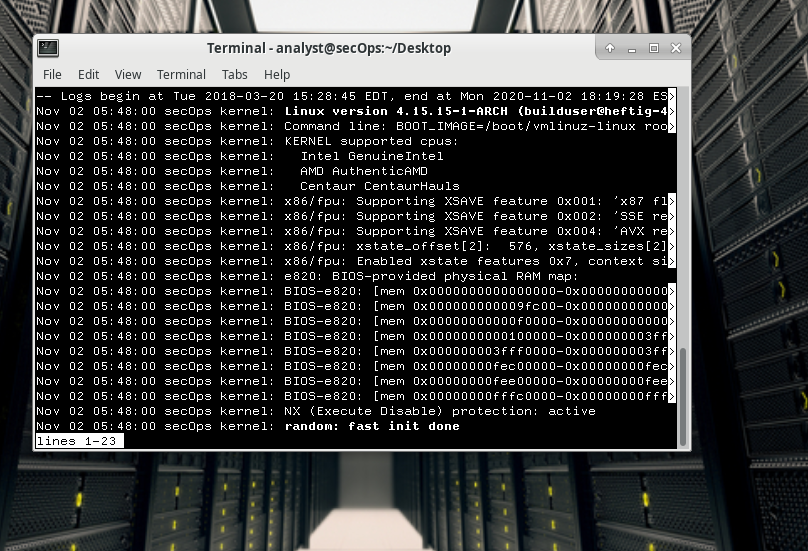 Terminal - analyst@secOps:~/Desktop
File Edit View Terminal Tabs Help
-- Logs begin at Tue 2018-03-20 15:28:45 EDT, end at Mon 2020-11-02 18:19:28 ES>
Nov 02 05:48:00 secOps kernel: Linux version 4.15.15-1-ARCH (builduser@heftig-4>
Nov 02 05:48:00 secOps kernel: Command line: BOOT_IMAGE=/boot/vmlinuz-linux roo>
Nov 02 05:48:00 secOps kernel: KERNEL supported cpus:
Nov 02 05:48:00 secOps kernel:   Intel GenuineIntel
Nov 02 05:48:00 secOps kernel:   AMD AuthenticAMD
Nov 02 05:48:00 secOps kernel:   Centaur CentaurHauls
Nov 02 05:48:00 secOps kernel: x86/fpu: Supporting XSAVE feature 0x001: 'x87 fl>
Nov 02 05:48:00 secOps kernel: x86/fpu: Supporting XSAVE feature 0x002: 'SSE re>
Nov 02 05:48:00 secOps kernel: x86/fpu: Supporting XSAVE feature 0x004: 'AVX re>
Nov 02 05:48:00 secOps kernel: x86/fpu: xstate_offset[2]:  576, xstate_sizes[2]>
Nov 02 05:48:00 secOps kernel: x86/fpu: Enabled xstate features 0x7, context si>
Nov 02 05:48:00 secOps kernel: e820: BIOS-provided physical RAM map:
Nov 02 05:48:00 secOps kernel: BIOS-e820: [mem 0x0000000000000000-0x00000000000>
Nov 02 05:48:00 secOps kernel: BIOS-e820: [mem 0x000000000009fc00-0x00000000000>
Nov 02 05:48:00 secOps kernel: BIOS-e820: [mem 0x00000000000f0000-0x00000000000>
Nov 02 05:48:00 secOps kernel: BIOS-e820: [mem 0x0000000000100000-0x000000003ff>
Nov 02 05:48:00 secOps kernel: BIOS-e820: [mem 0x000000003fff0000-0x000000003ff>
Nov 02 05:48:00 secOps kernel: BIOS-e820: [mem 0x00000000fec00000-0x00000000fec>
Nov 02 05:48:00 secOps kernel: BIOS-e820: [mem 0x00000000fee00000-0x00000000fee>
Nov 02 05:48:00 secOps kernel: BIOS-e820: [mem 0x00000000fffc0000-0x00000000fff>
Nov 02 05:48:00 secOps kernel: NX (Execute Disable) protection: active
Nov 02 05:48:00 secOps kernel: random: fast init done
lines 1-23